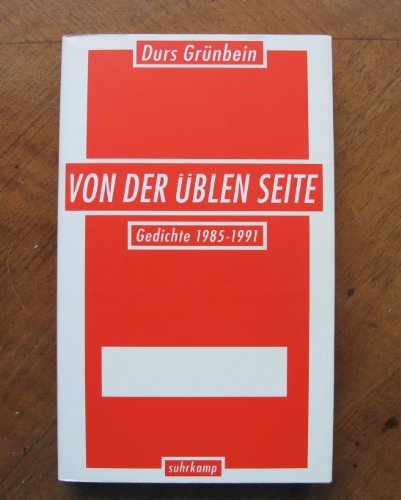 Durs Grünbein
VON DER ÜBLEN SEITE
Gedichte 1985-1991
suhrkamp